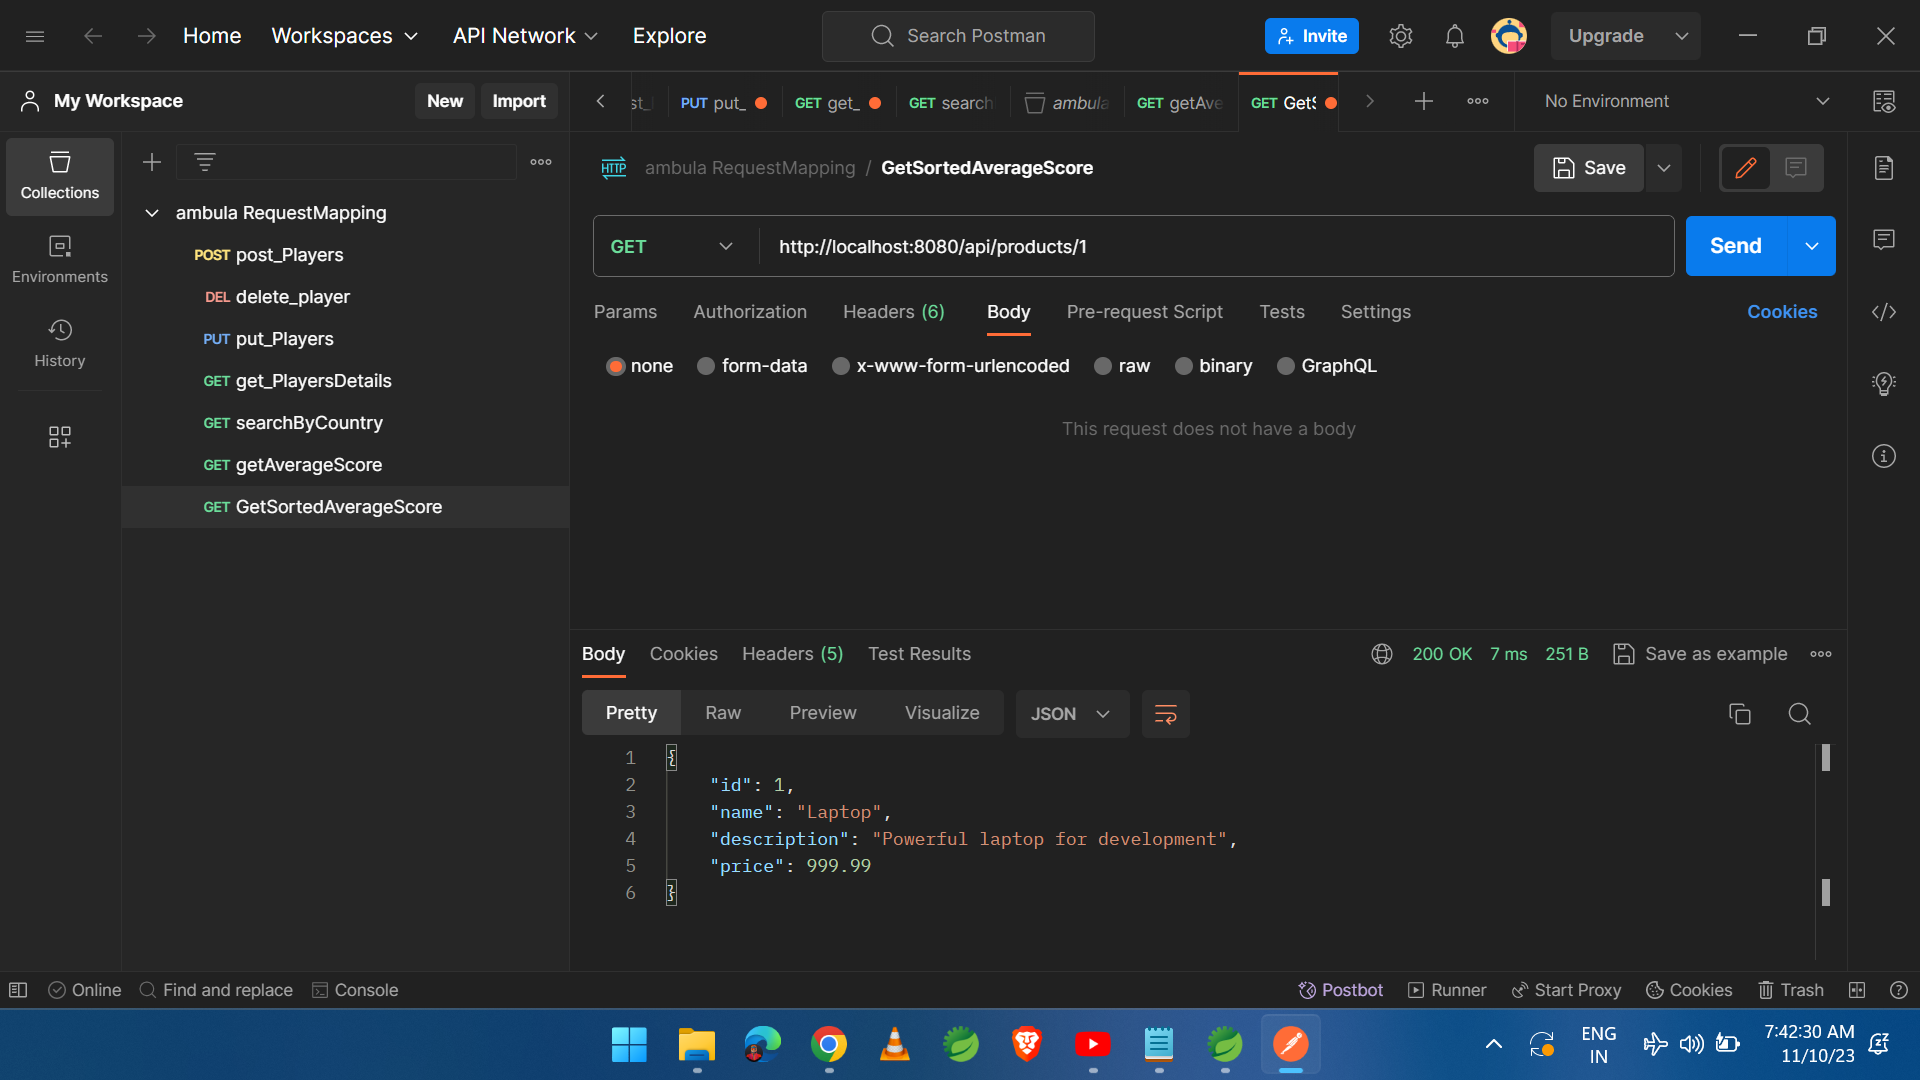 Home Workspaces API Network Explore Search Postman Invite Upgrade
My Workspace New Import PUT put_ GET get_ GET search ambula GET getAve GET GetS No Environment
Collections
Environments
History
ambula RequestMapping
POST post_Players
DEL delete_player
PUT put_Players
GET get_PlayersDetails
GET searchByCountry
GET getAverageScore
GET GetSortedAverageScore
HTTP ambula RequestMapping / GetSortedAverageScore Save
GET http://localhost:8080/api/products/1 Send
Params Authorization Headers (6) Body Pre-request Script Tests Settings Cookies
none form-data x-www-form-urlencoded raw binary GraphQL
This request does not have a body
Body Cookies Headers (5) Test Results 200 OK 7 ms 251 B Save as example
Pretty Raw Preview Visualize JSON
1 {
2 "id": 1,
3 "name": "Laptop",
4 "description": "Powerful laptop for development",
5 "price": 999.99
6 }
Online Find and replace Console Postbot Runner Start Proxy Cookies Trash
ENG
IN
7:42:30 AM
11/10/23